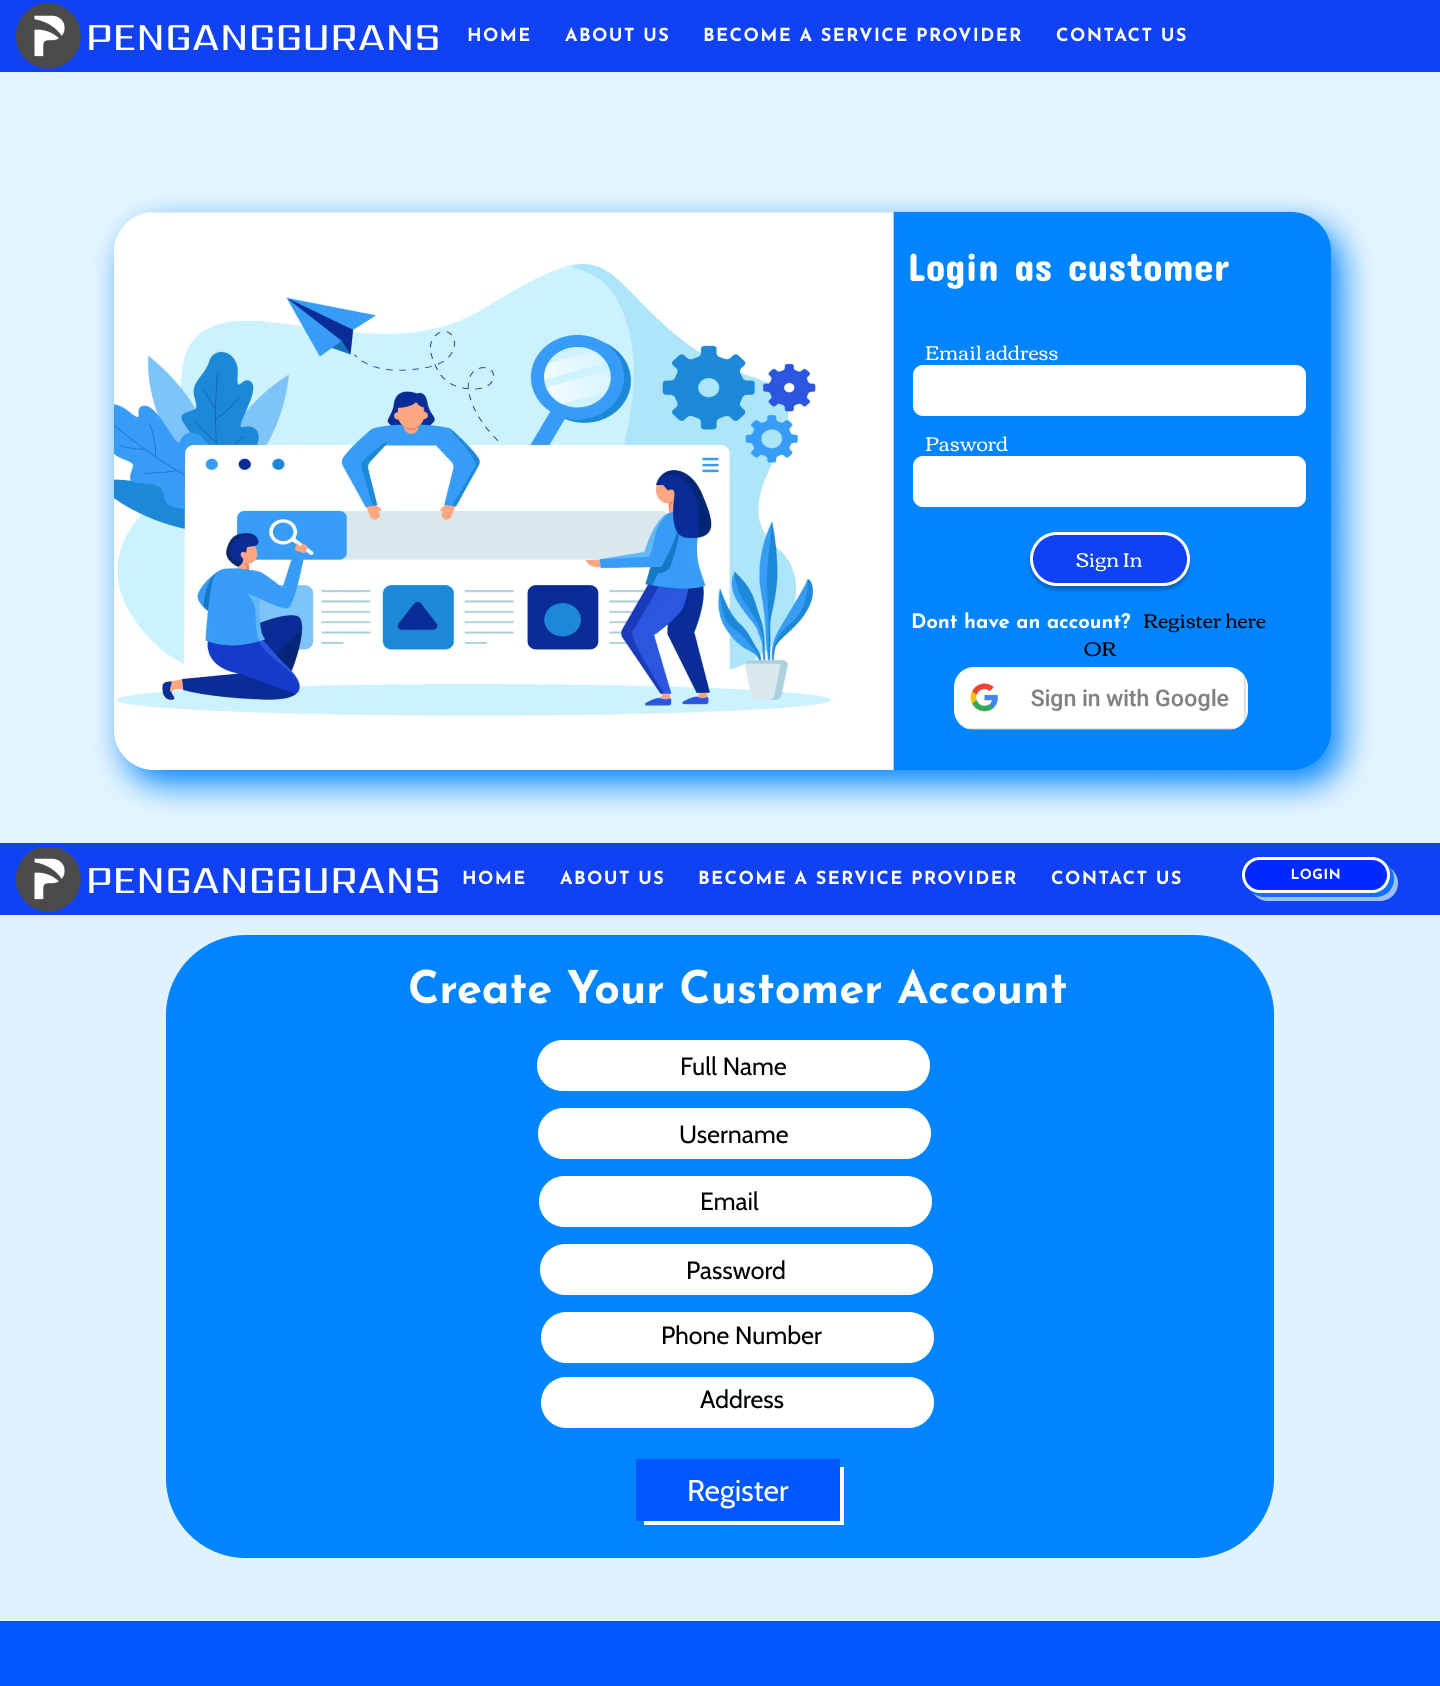 PENGANGGURANS HOME ABOUT US BECOME A SERVICE PROVIDER CONTACT US
Login as customer
Email address
Pasword
Sign In
Dont have an account? Register here
OR
Sign in with Google
PENGANGGURANS HOME ABOUT US BECOME A SERVICE PROVIDER CONTACT US LOGIN
Create Your Customer Account
Full Name
Username
Email
Password
Phone Number
Address
Register